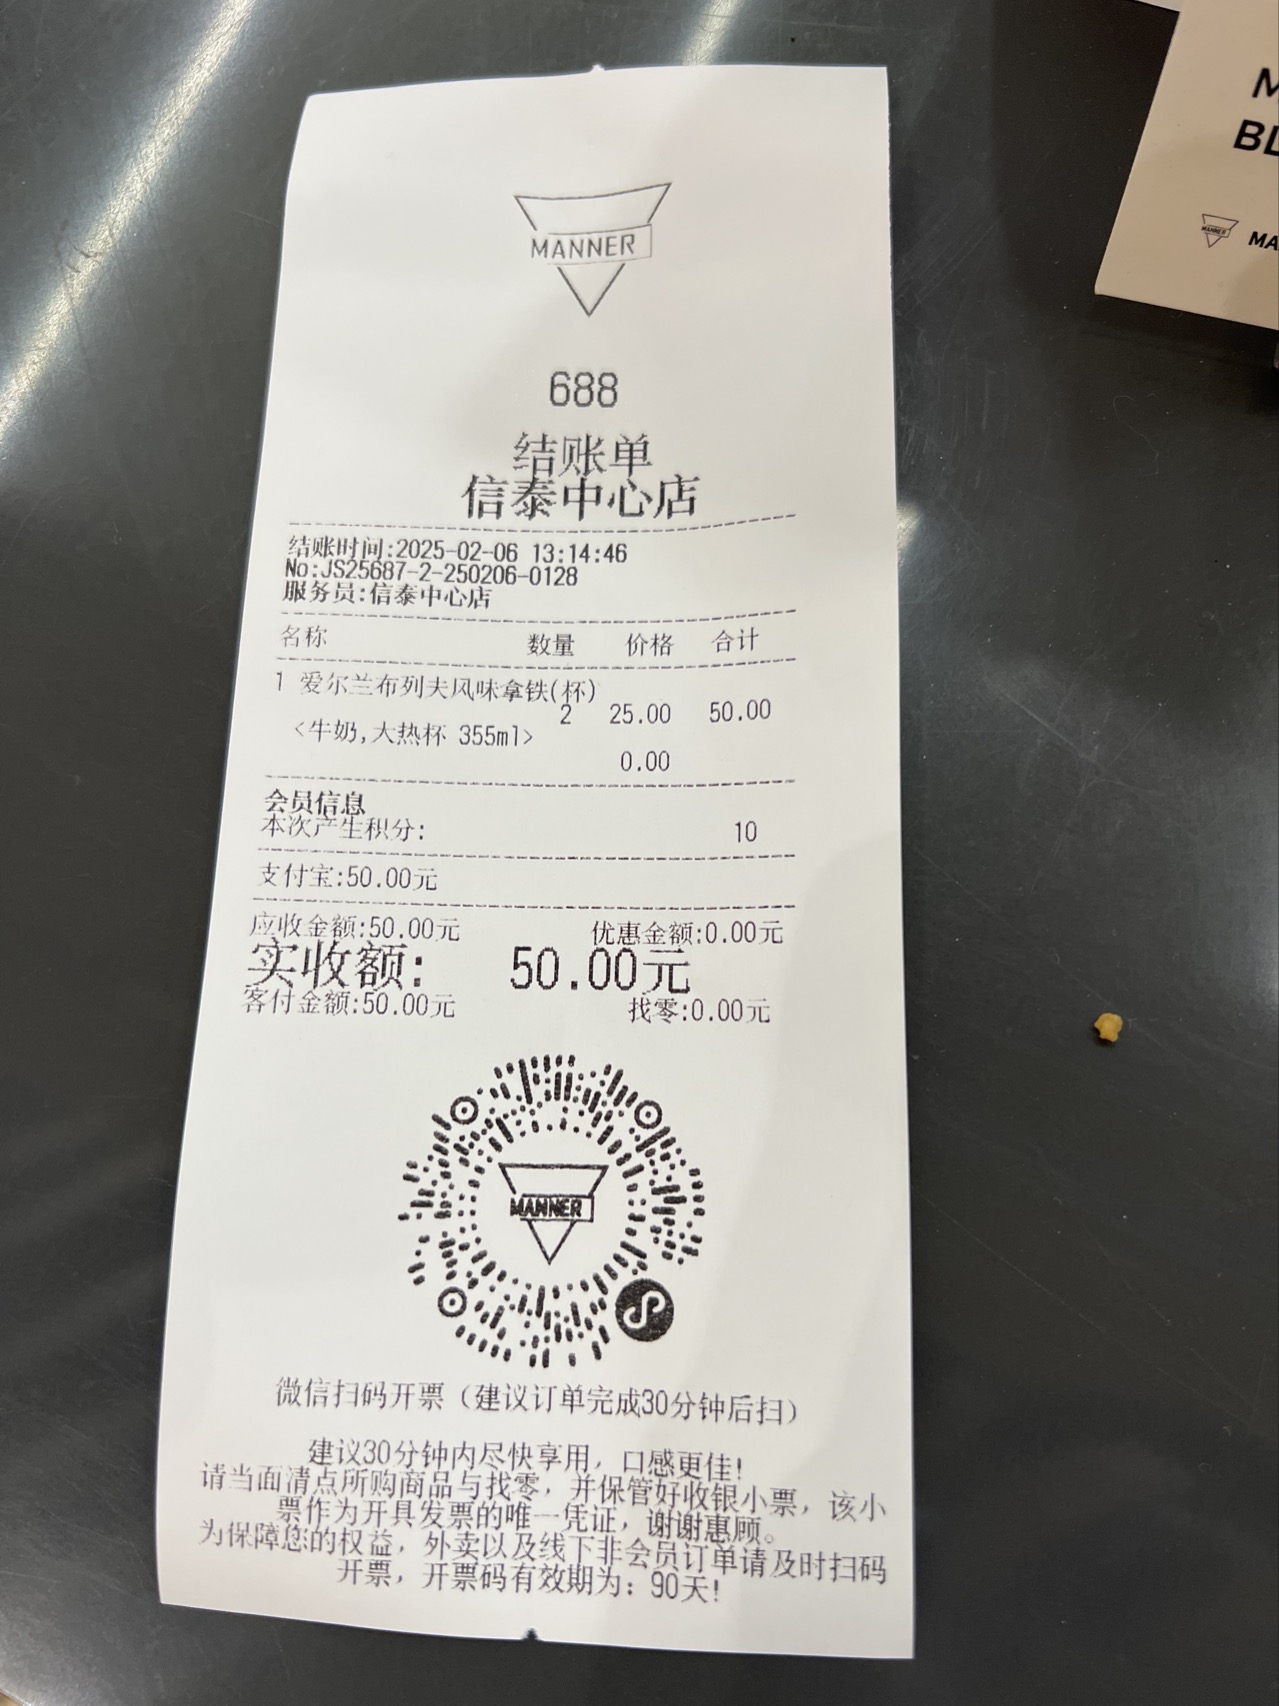 MANNER
688
结账单
信泰中心店
结账时间:2025-02-06 13:14:46
No:JS25687-2-250206-0128
服务员:信泰中心店
名称 数量 价格 合计
1 爱尔兰布列夫风味拿铁(杯)
2 25.00 50.00
<牛奶,大热杯 355ml>
0.00
会员信息
本次产生积分: 10
支付宝:50.00元
应收金额:50.00元 优惠金额:0.00元
实收额: 50.00元
客付金额:50.00元 找零:0.00元
MANNER
微信扫码开票（建议订单完成30分钟后扫）
建议30分钟内尽快享用，口感更佳!
请当面清点所购商品与找零，并保管好收银小票，该小
票作为开具发票的唯一凭证，谢谢惠顾。
为保障您的权益，外卖以及线下非会员订单请及时扫码
开票，开票码有效期为：90天!
M
BL
MANNER
MA